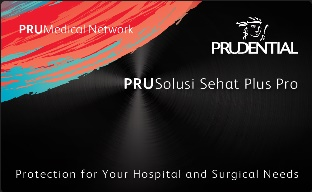 PRUMedical Network
PRUDENTIAL
PRUSolusi Sehat Plus Pro
Protection for Your Hospital and Surgical Needs